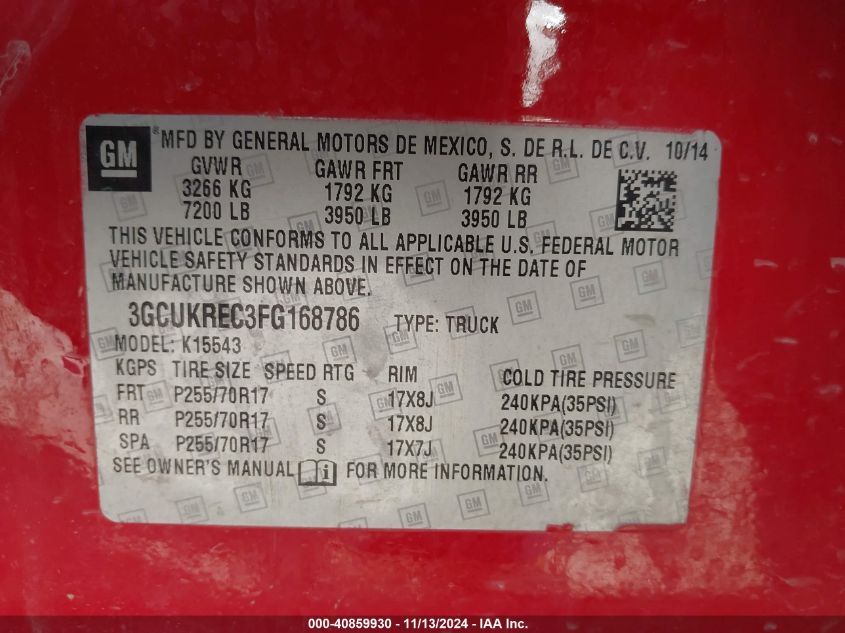 GM ® MFD BY GENERAL MOTORS DE MEXICO, S. DE R.L. DE C.V. 10/14
GVWR GAWR FRT GAWR RR
3266 KG 1792 KG 1792 KG
7200 LB 3950 LB 3950 LB
THIS VEHICLE CONFORMS TO ALL APPLICABLE U.S. FEDERAL MOTOR
VEHICLE SAFETY STANDARDS IN EFFECT ON THE DATE OF
MANUFACTURE SHOWN ABOVE.
3GCUKREC3FG168786 TYPE: TRUCK
MODEL: K15543
KGPS TIRE SIZE SPEED RTG RIM COLD TIRE PRESSURE
FRT P255/70R17 S 17X8J 240KPA(35PSI)
RR P255/70R17 S 17X8J 240KPA(35PSI)
SPA P255/70R17 S 17X7J 240KPA(35PSI)
SEE OWNER'S MANUAL i FOR MORE INFORMATION.
000-40859930 - 11/13/2024 - IAA Inc.